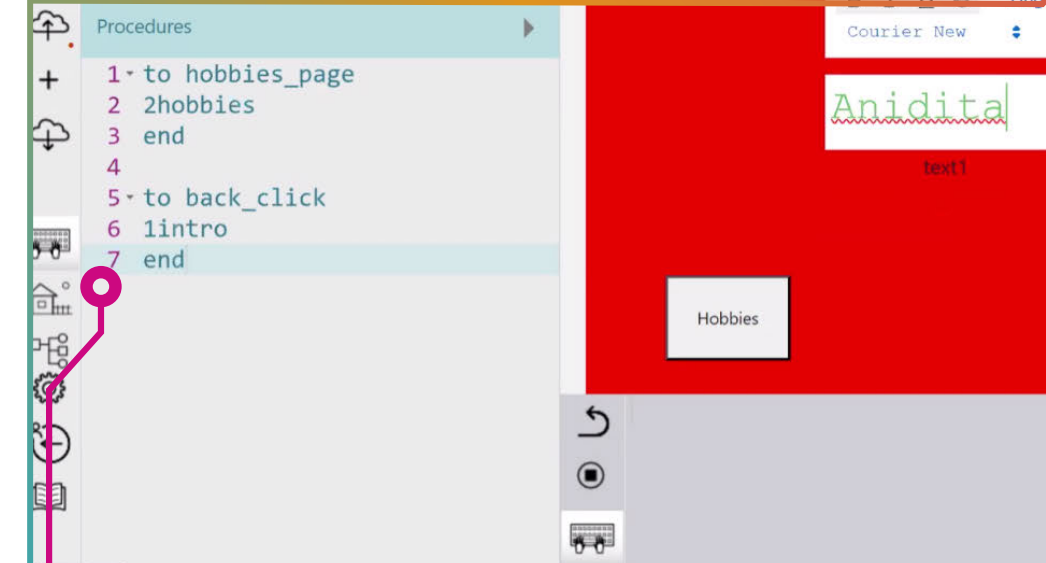 Procedures
1 to hobbies_page
2 2hobbies
3 end
4
5 to back_click
6 1intro
7 end
Courier New
Anidita
text1
Hobbies